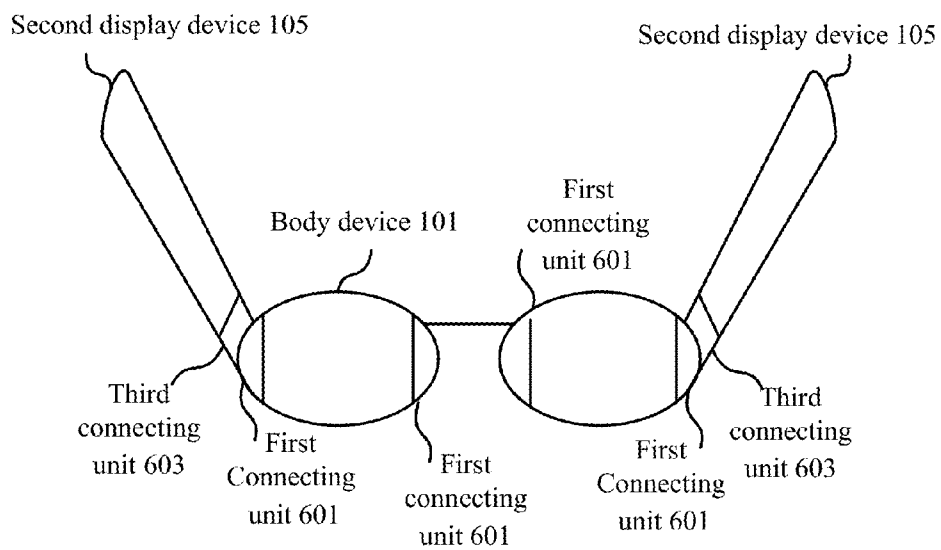 Second display device 105
Second display device 105
First
connecting
unit 601
Body device 101
Third
connecting
unit 603
First
Connecting
unit 601
First
connecting
unit 601
First
Connecting
unit 601
Third
connecting
unit 603